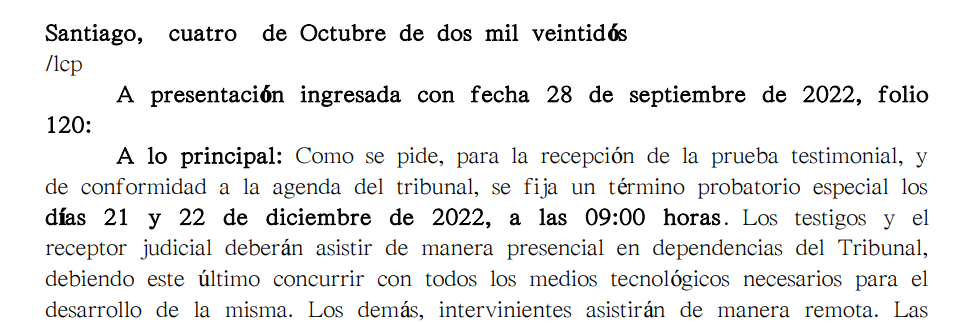 Santiago, cuatro de Octubre de dos mil veintidós
/lcp
A presentación ingresada con fecha 28 de septiembre de 2022, folio
120:
A lo principal: Como se pide, para la recepción de la prueba testimonial, y
de conformidad a la agenda del tribunal, se fija un término probatorio especial los
días 21 y 22 de diciembre de 2022, a las 09:00 horas. Los testigos y el
receptor judicial deberán asistir de manera presencial en dependencias del Tribunal,
debiendo este último concurrir con todos los medios tecnológicos necesarios para el
desarrollo de la misma. Los demás, intervinientes asistirán de manera remota. Las